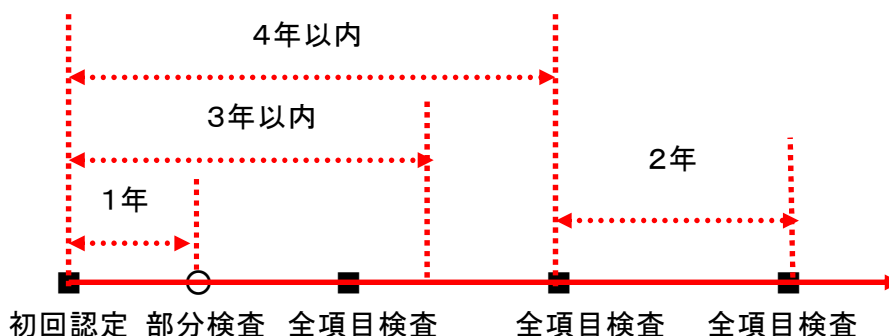 ４年以内
３年以内
２年
１年
初回認定 部分検査 全項目検査 全項目検査 全項目検査